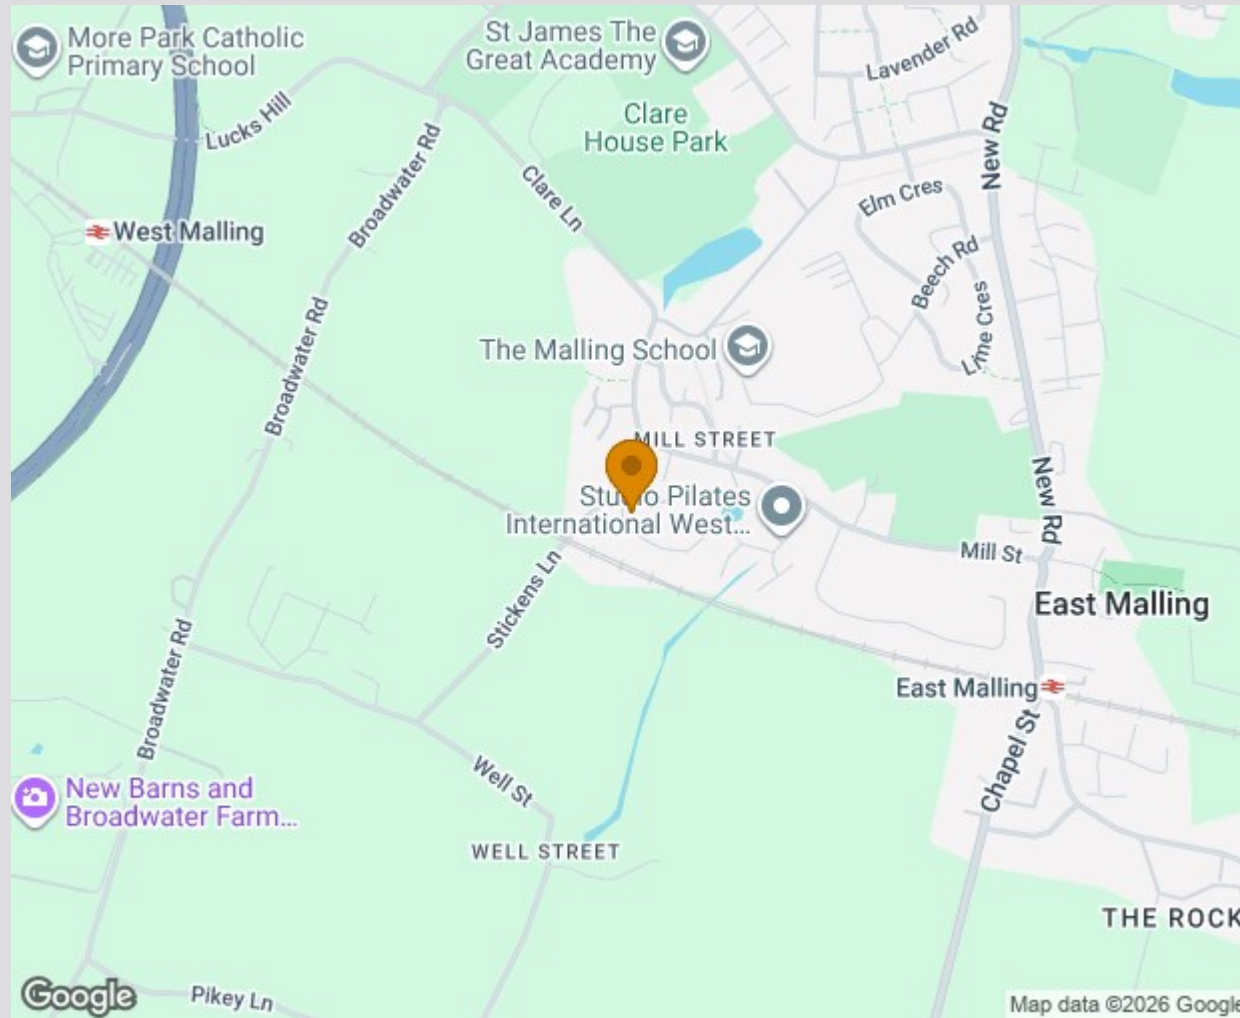 More Park Catholic
Primary School
St James The
Great Academy
Lavender Rd
Clare
House Park
Lucks Hill
Broadwater Rd
New Rd
Clare Ln
Elm Cres
West Malling
Beech Rd
Broadwater Rd
Lime Cres
The Malling School
MILL STREET
Studio Pilates
International West...
New Rd
Mill St
Stickens Ln
East Malling
Broadwater Rd
East Malling
Chapel St
New Barns and
Broadwater Farm...
Well St
WELL STREET
THE ROCK
Pikey Ln
Google
Map data ©2026 Google